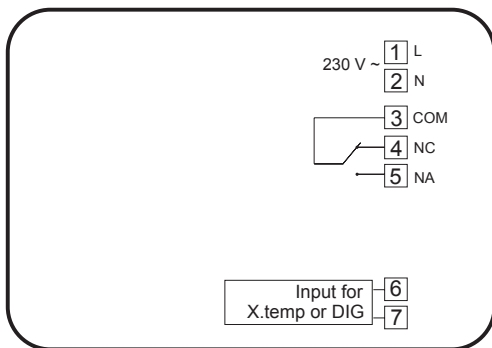 230 V ~ 1 L
2 N
3 COM
4 NC
5 NA
Input for 6
X.temp or DIG 7